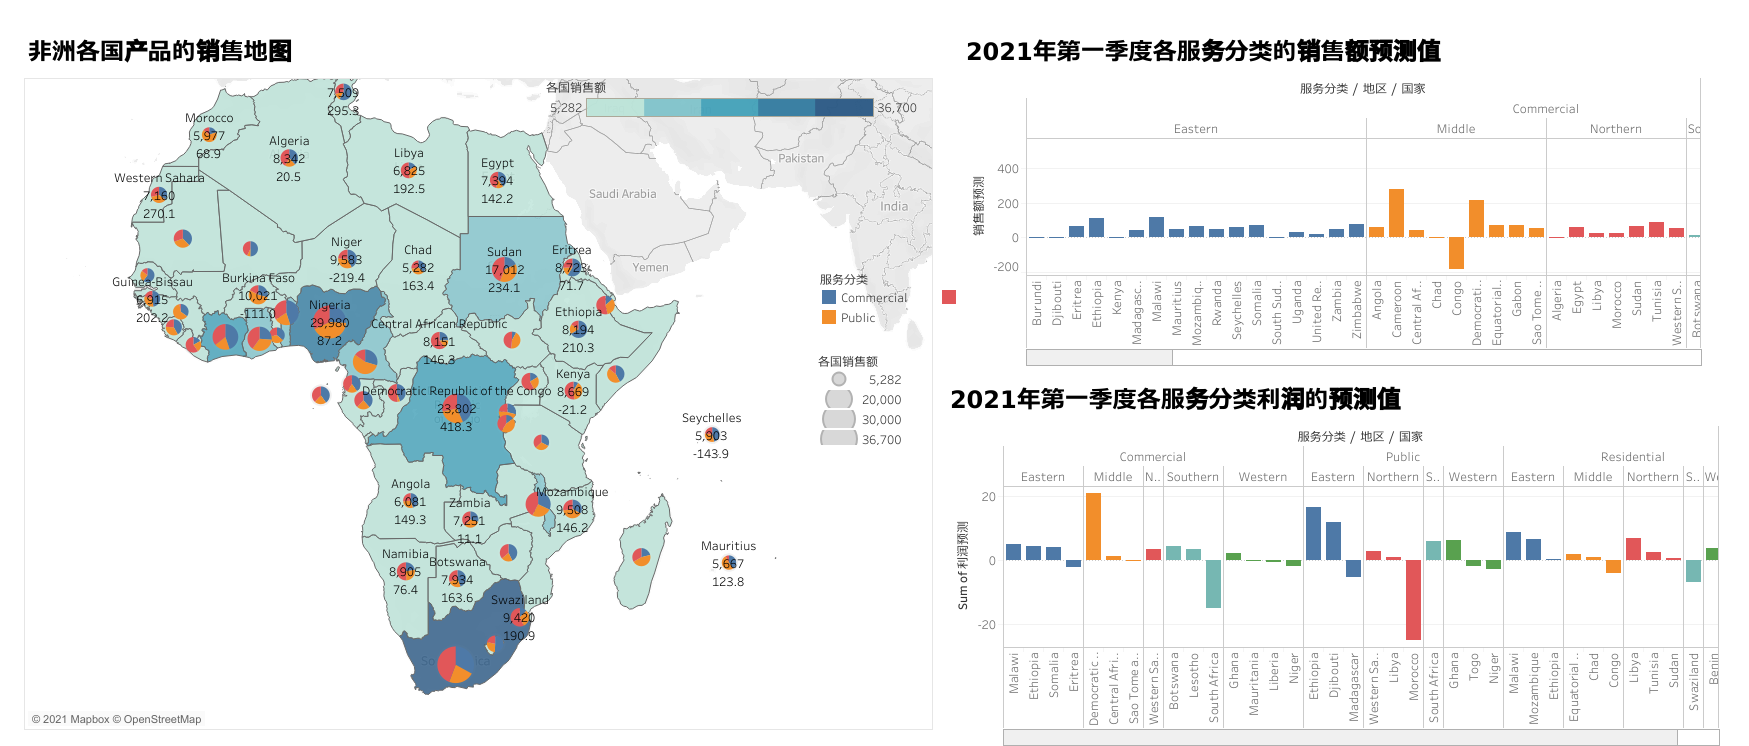 非洲各国产品的销售地图
7,509
295.3
Morocco
5,977
68.9
Algeria
8,342
20.5
Libya
6,825
192.5
Egypt
7,394
142.2
Western Sahara
7,160
270.1
Niger
9,583
-219.4
Chad
5,282
163.4
Sudan
17,012
234.1
Eritrea
8,723
71.7
Guinea-Bissau
6,915
202.2
Burkina Faso
10,021
-111.0
Nigeria
29,980
87.2
Central African Republic
8,151
146.3
Ethiopia
8,194
210.3
Democratic Republic of the Congo
23,802
418.3
Kenya
8,669
-21.2
Seychelles
5,903
-143.9
Angola
6,081
149.3
Zambia
7,251
11.1
Mozambique
9,508
146.2
Mauritius
5,667
123.8
Namibia
8,905
76.4
Botswana
7,934
163.6
Swaziland
9,420
190.9
Saudi Arabia
Yemen
Pakistan
India
各国销售额
5,282
36,700
服务分类
Commercial
Public
各国销售额
5,282
20,000
30,000
36,700
© 2021 Mapbox © OpenStreetMap
2021年第一季度各服务分类的销售额预测值
服务分类 / 地区 / 国家
Commercial
Eastern
Middle
Northern
So
销售额预测
400
200
0
-200
Burundi
Djibouti
Eritrea
Ethiopia
Kenya
Madagasc..
Malawi
Mauritius
Mozambiq..
Rwanda
Seychelles
Somalia
South Sud..
Uganda
United Re..
Zambia
Zimbabwe
Angola
Cameroon
Central Af..
Chad
Congo
Democrati..
Equatorial..
Gabon
Sao Tome ..
Algeria
Egypt
Libya
Morocco
Sudan
Tunisia
Western S..
Botswana
2021年第一季度各服务分类利润的预测值
服务分类 / 地区 / 国家
Commercial
Public
Residential
Eastern
Middle
N..
Southern
Western
Eastern
Northern
S..
Western
Eastern
Middle
Northern
S..
We
Sum of 利润预测
20
0
-20
Malawi
Ethiopia
Somalia
Eritrea
Democratic ..
Central Afri..
Sao Tome a..
Western Sa..
Botswana
Lesotho
South Africa
Ghana
Mauritania
Liberia
Niger
Ethiopia
Djibouti
Madagascar
Western Sa..
Libya
Morocco
South Africa
Ghana
Togo
Niger
Malawi
Mozambique
Ethiopia
Equatorial ..
Chad
Congo
Libya
Tunisia
Sudan
Swaziland
Benin